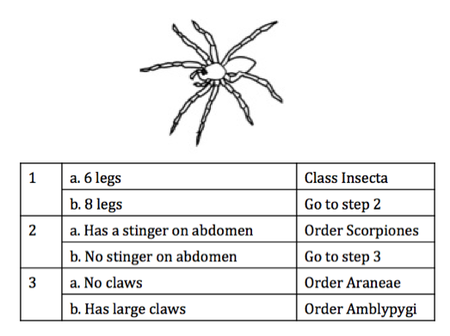 1 a. 6 legs Class Insecta
b. 8 legs Go to step 2
2 a. Has a stinger on abdomen Order Scorpiones
b. No stinger on abdomen Go to step 3
3 a. No claws Order Araneae
b. Has large claws Order Amblypygi